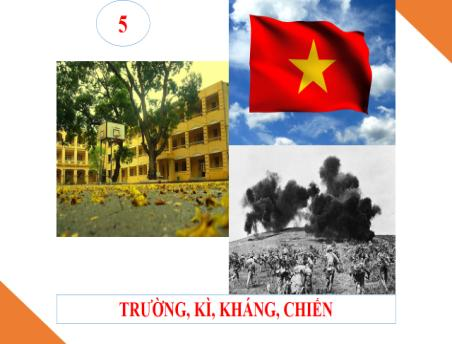 5
TRƯỜNG, KÌ, KHÁNG, CHIẾN